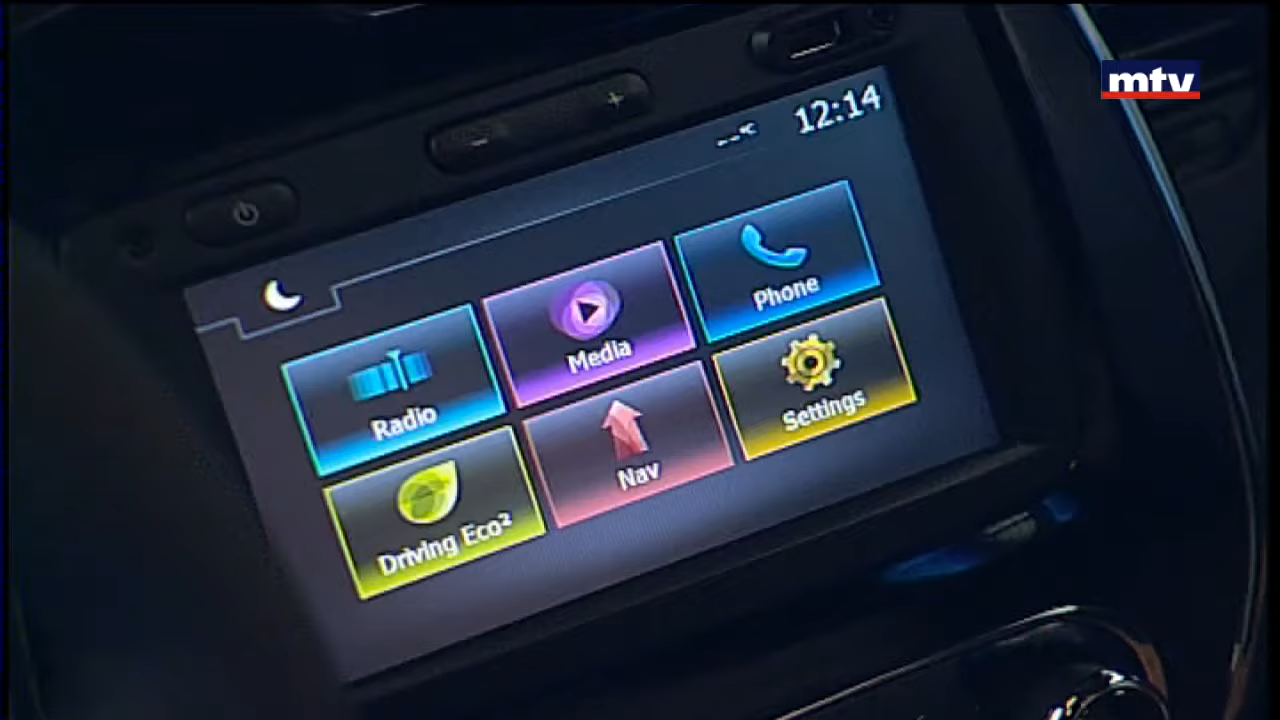 mtv
12:14
--°C
Radio
Media
Phone
Driving Eco²
Nav
Settings